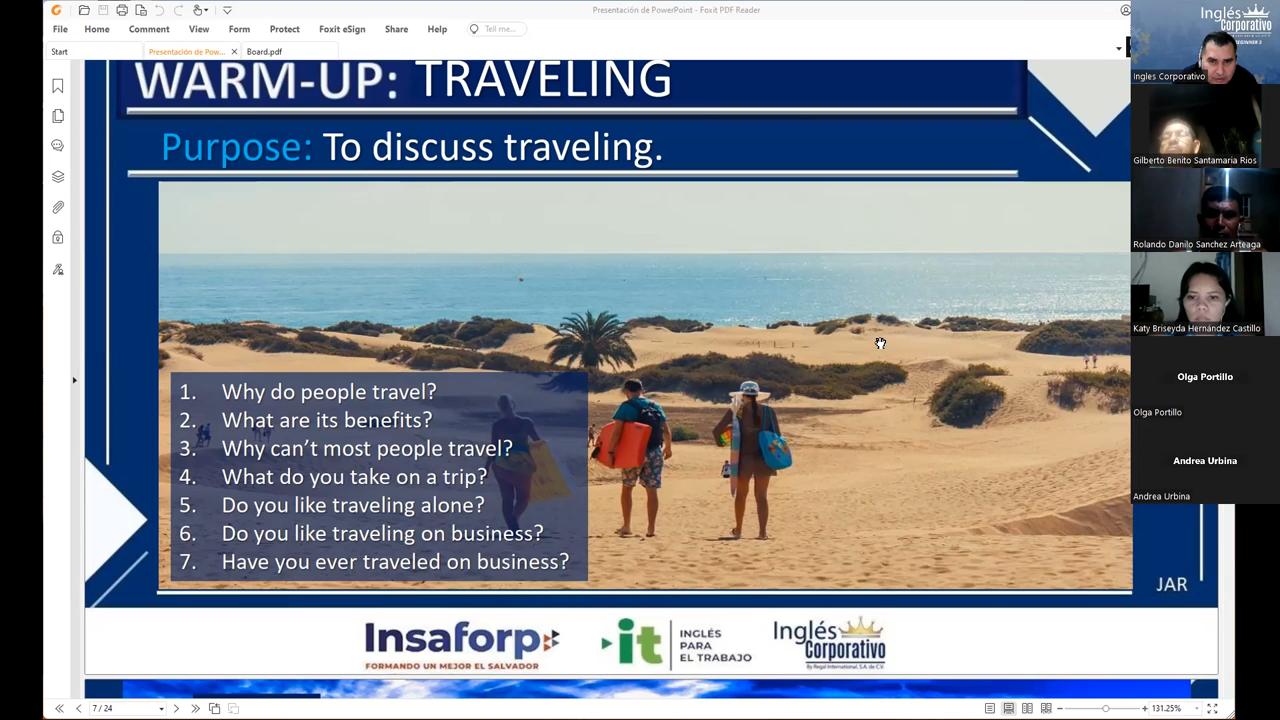 Presentación de PowerPoint - Foxit PDF Reader
File Home Comment View Form Protect Foxit eSign Share Help Tell me...
Start Presentación de Pow... Board.pdf
WARM-UP: TRAVELING
Purpose: To discuss traveling.
1. Why do people travel?
2. What are its benefits?
3. Why can't most people travel?
4. What do you take on a trip?
5. Do you like traveling alone?
6. Do you like traveling on business?
7. Have you ever traveled on business?
JAR
Insaforp
FORMANDO UN MEJOR EL SALVADOR
it
INGLÉS
PARA
EL TRABAJO
Inglés
Corporativo
By Regal International, S.A. de C.V.
7 / 24
131.25%
Inglés
Corporativo
BEGINNER 2
Ingles Corporativo
Gilberto Benito Santamaria Rios
Rolando Danilo Sanchez Arteaga
Katy Briseyda Hernández Castillo
Olga Portillo
Olga Portillo
Andrea Urbina
Andrea Urbina